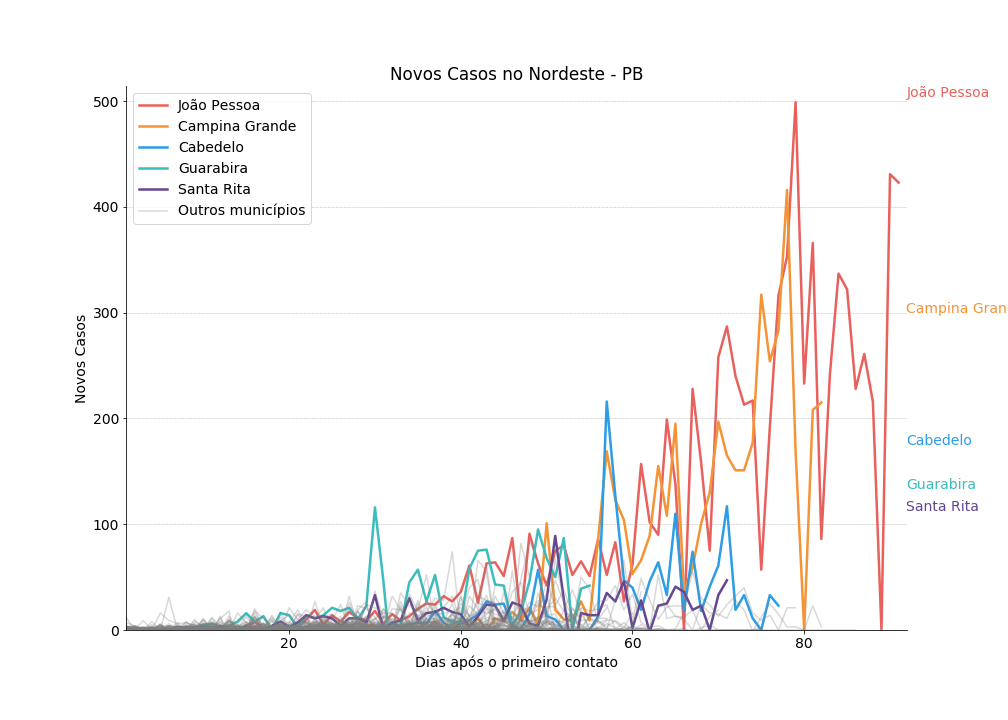 Novos Casos no Nordeste - PB
João Pessoa
Campina Grande
Cabedelo
Guarabira
Santa Rita
Outros municípios
João Pessoa
Campina Gran
Cabedelo
Guarabira
Santa Rita
Novos Casos
500
400
300
200
100
0
20
40
60
80
Dias após o primeiro contato